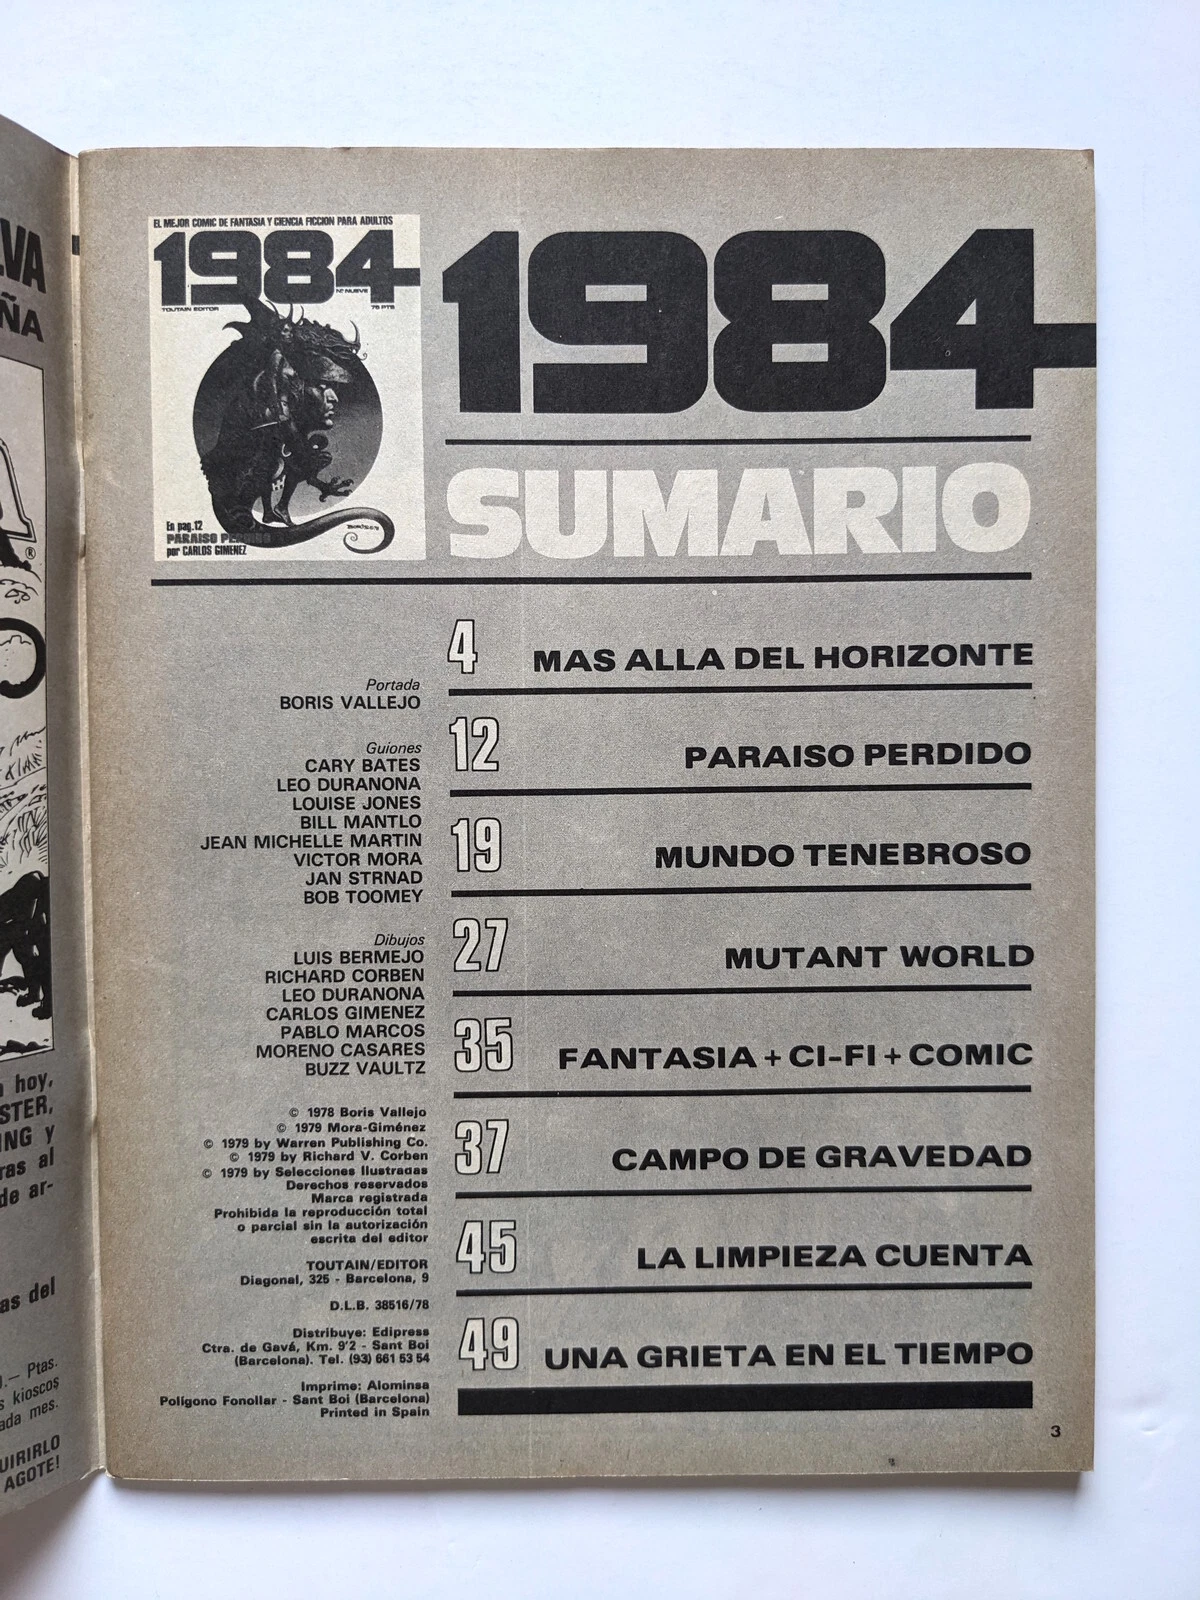 LVA
ÑA
®
hoy,
STER,
ING y
ras al
de ar-
as del
.— Ptas.
s kioscos
ada mes.
UIRIRLO
AGOTE!
EL MEJOR COMIC DE FANTASIA Y CIENCIA FICCION PARA ADULTOS
1984
Nº NUEVE
TOUTAIN EDITOR
75 PTS
En pag.12
PARAISO PERDIDO
por CARLOS GIMENEZ
1984
SUMARIO
Portada
BORIS VALLEJO
Guiones
CARY BATES
LEO DURANONA
LOUISE JONES
BILL MANTLO
JEAN MICHELLE MARTIN
VICTOR MORA
JAN STRNAD
BOB TOOMEY
Dibujos
LUIS BERMEJO
RICHARD CORBEN
LEO DURANONA
CARLOS GIMENEZ
PABLO MARCOS
MORENO CASARES
BUZZ VAULTZ
© 1978 Boris Vallejo
© 1979 Mora-Giménez
© 1979 by Warren Publishing Co.
© 1979 by Richard V. Corben
© 1979 by Selecciones Ilustradas
Derechos reservados
Marca registrada
Prohibida la reproducción total
o parcial sin la autorización
escrita del editor
TOUTAIN/EDITOR
Diagonal, 325 - Barcelona, 9
D.L.B. 38516/78
Distribuye: Edipress
Ctra. de Gavá, Km. 9'2 - Sant Boi
(Barcelona). Tel. (93) 661 53 54
Imprime: Alominsa
Polígono Fonollar - Sant Boi (Barcelona)
Printed in Spain
4 MAS ALLA DEL HORIZONTE
12 PARAISO PERDIDO
19 MUNDO TENEBROSO
27 MUTANT WORLD
35 FANTASIA + CI-FI + COMIC
37 CAMPO DE GRAVEDAD
45 LA LIMPIEZA CUENTA
49 UNA GRIETA EN EL TIEMPO
3